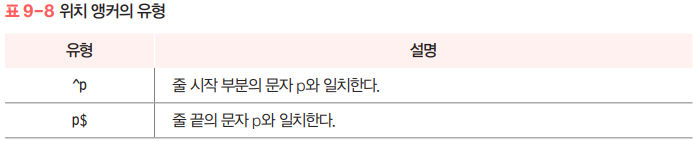 표 9-8 위치 앵커의 유형
유형 설명
^p 줄 시작 부분의 문자 p와 일치한다.
p$ 줄 끝의 문자 p와 일치한다.